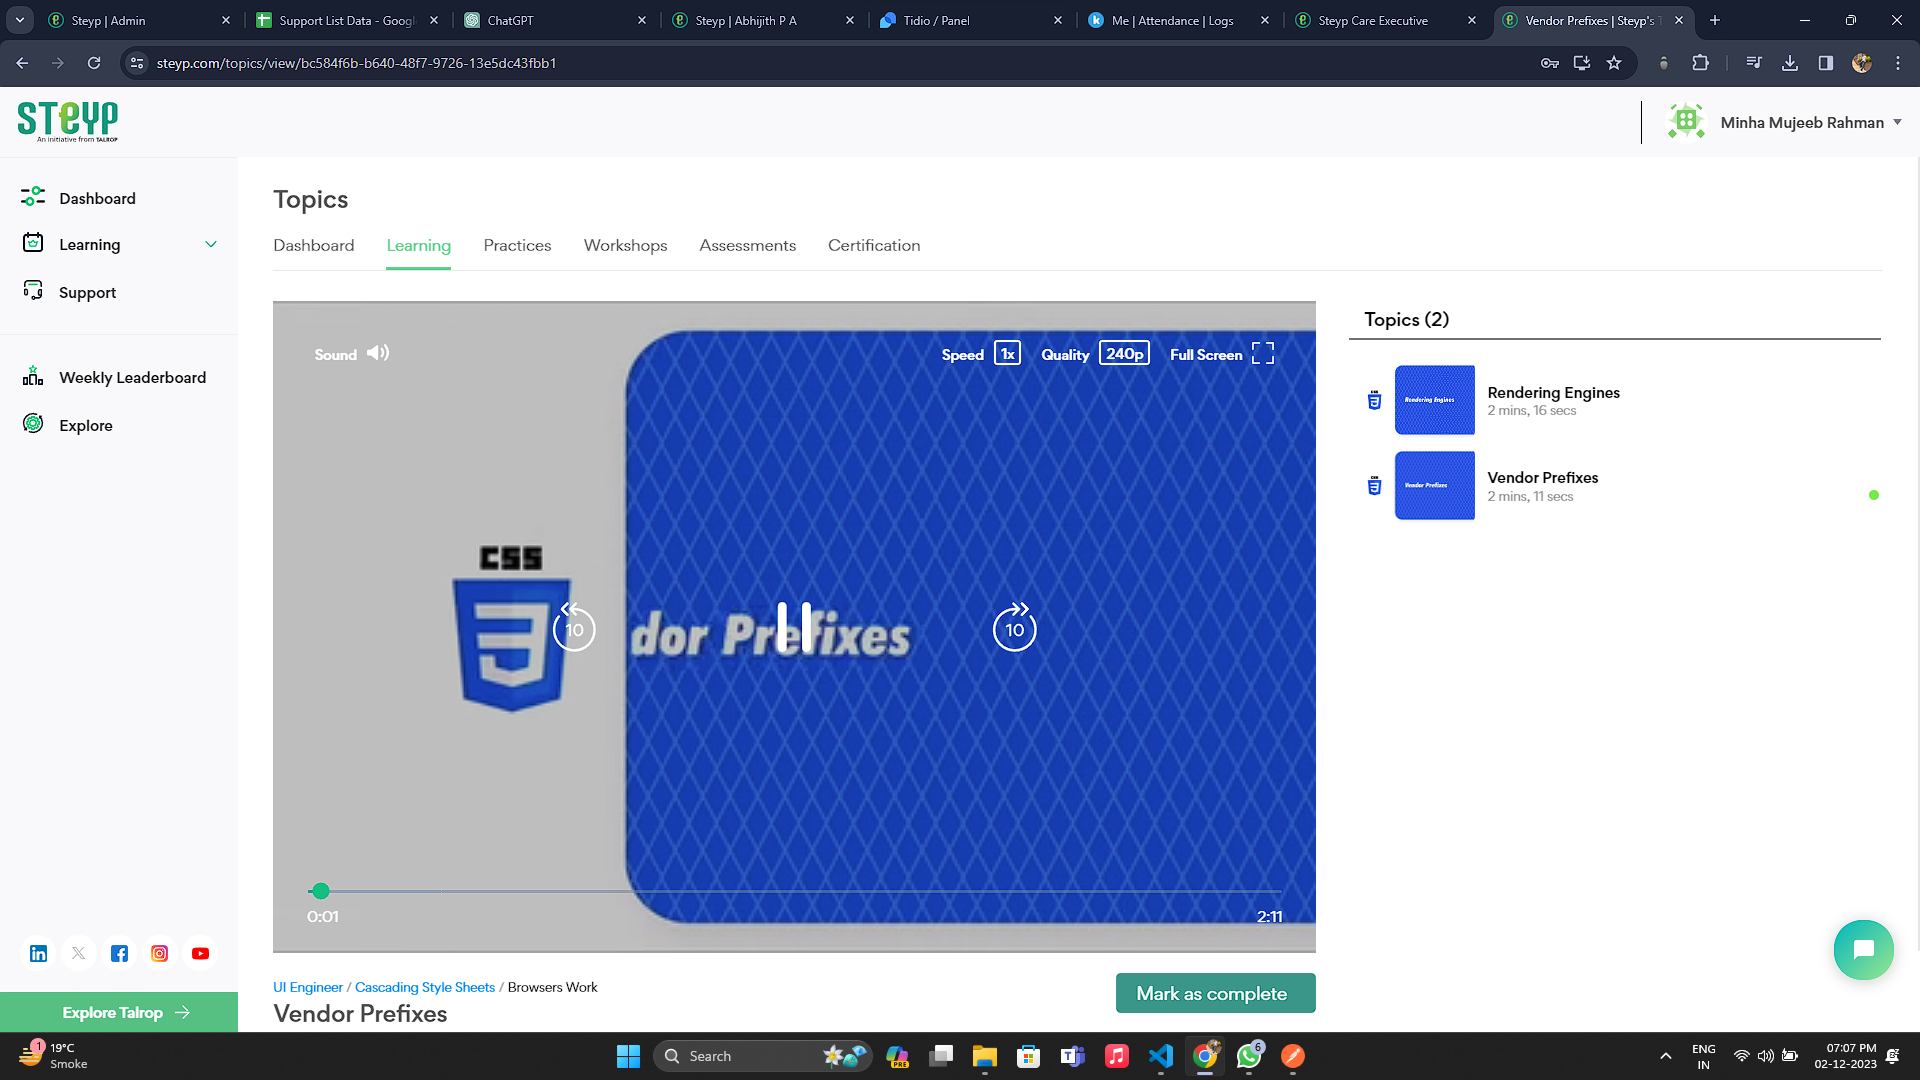 Steyp | Admin
Support List Data - Googl
ChatGPT
Steyp | Abhijith P A
Tidio / Panel
Me | Attendance | Logs
Steyp Care Executive
Vendor Prefixes | Steyp's T
steyp.com/topics/view/bc584f6b-b640-48f7-9726-13e5dc43fbb1
STEYP
An initiative from TALROP
Minha Mujeeb Rahman
Dashboard
Learning
Support
Weekly Leaderboard
Explore
Topics
Dashboard Learning Practices Workshops Assessments Certification
Sound
Speed 1x Quality 240p Full Screen
CSS
dor Prefixes
10
10
0:01
2:11
Topics (2)
Rendering Engines
Rendering Engines
2 mins, 16 secs
Vendor Prefixes
Vendor Prefixes
2 mins, 11 secs
UI Engineer / Cascading Style Sheets / Browsers Work
Vendor Prefixes
Mark as complete
Explore Talrop
1
19°C
Smoke
Search
PRE
6
ENG
IN
07:07 PM
02-12-2023